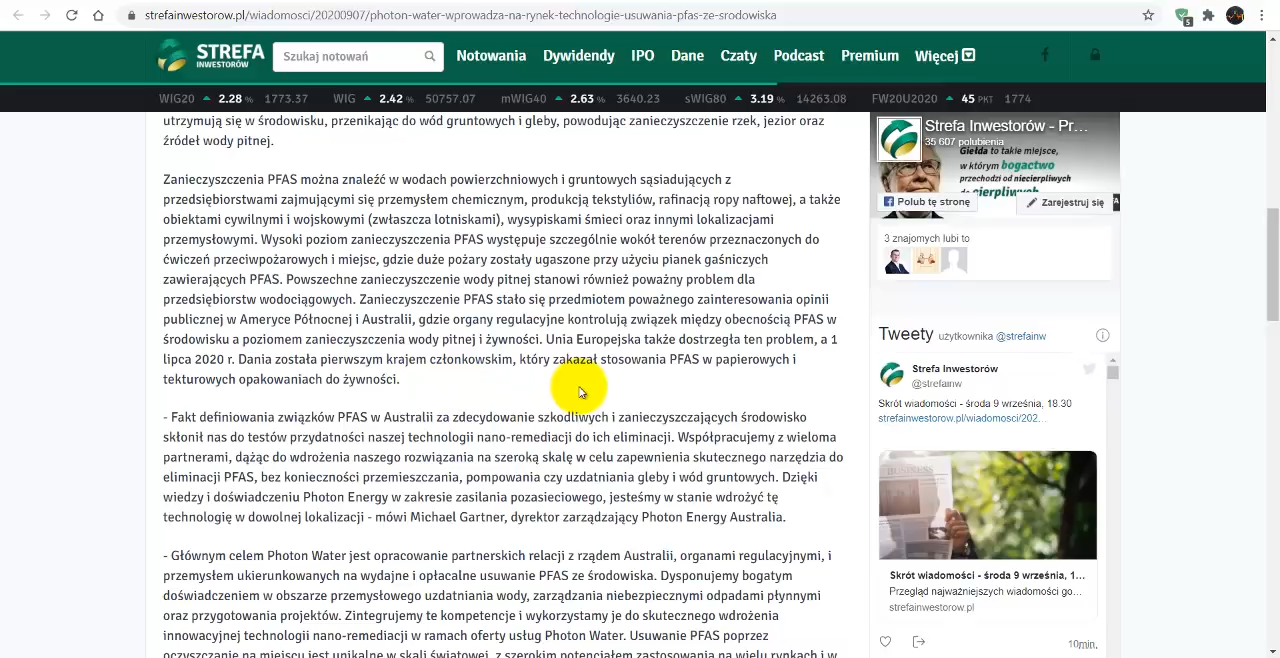 strefainwestorow.pl/wiadomosci/20200907/photon-water-wprowadza-na-rynek-technologie-usuwania-pfas-ze-srodowiska
5
STREFA
INWESTORÓW
Szukaj notowań
Notowania Dywidendy IPO Dane Czaty Podcast Premium Więcej
WIG20 2.28 % 1773.37 WIG 2.42 % 50757.07 mWIG40 2.63 % 3640.23 sWIG80 3.19 % 14263.08 FW20U2020 45 PKT 1774
utrzymują się w środowisku, przenikając do wód gruntowych i gleby, powodując zanieczyszczenie rzek, jezior oraz
źródeł wody pitnej.
Zanieczyszczenia PFAS można znaleźć w wodach powierzchniowych i gruntowych sąsiadujących z
przedsiębiorstwami zajmującymi się przemysłem chemicznym, produkcją tekstyliów, rafinacją ropy naftowej, a także
obiektami cywilnymi i wojskowymi (zwłaszcza lotniskami), wysypiskami śmieci oraz innymi lokalizacjami
przemysłowymi. Wysoki poziom zanieczyszczenia PFAS występuje szczególnie wokół terenów przeznaczonych do
ćwiczeń przeciwpożarowych i miejsc, gdzie duże pożary zostały ugaszone przy użyciu pianek gaśniczych
zawierających PFAS. Powszechne zanieczyszczenie wody pitnej stanowi również poważny problem dla
przedsiębiorstw wodociągowych. Zanieczyszczenie PFAS stało się przedmiotem poważnego zainteresowania opinii
publicznej w Ameryce Północnej i Australii, gdzie organy regulacyjne kontrolują związek między obecnością PFAS w
środowisku a poziomem zanieczyszczenia wody pitnej i żywności. Unia Europejska także dostrzegła ten problem, a 1
lipca 2020 r. Dania została pierwszym krajem członkowskim, który zakazał stosowania PFAS w papierowych i
tekturowych opakowaniach do żywności.
- Fakt definiowania związków PFAS w Australii za zdecydowanie szkodliwych i zanieczyszczających środowisko
skłonił nas do testów przydatności naszej technologii nano-remediacji do ich eliminacji. Współpracujemy z wieloma
partnerami, dążąc do wdrożenia naszego rozwiązania na szeroką skalę w celu zapewnienia skutecznego narzędzia do
eliminacji PFAS, bez konieczności przemieszczania, pompowania czy uzdatniania gleby i wód gruntowych. Dzięki
wiedzy i doświadczeniu Photon Energy w zakresie zasilania pozasieciowego, jesteśmy w stanie wdrożyć tę
technologię w dowolnej lokalizacji - mówi Michael Gartner, dyrektor zarządzający Photon Energy Australia.
- Głównym celem Photon Water jest opracowanie partnerskich relacji z rządem Australii, organami regulacyjnymi, i
przemysłem ukierunkowanych na wydajne i opłacalne usuwanie PFAS ze środowiska. Dysponujemy bogatym
doświadczeniem w obszarze przemysłowego uzdatniania wody, zarządzania niebezpiecznymi odpadami płynnymi
oraz przygotowania projektów. Zintegrujemy te kompetencje i wykorzystamy je do skutecznego wdrożenia
innowacyjnej technologii nano-remediacji w ramach oferty usług Photon Water. Usuwanie PFAS poprzez
oczyszczanie na miejscu jest unikalne w skali światowej, z szerokim potencjałem zastosowania na wielu rynkach i w
Strefa Inwestorów - Pr...
35 607 polubienia
Giełda to takie miejsce,
w którym bogactwo
przechodzi od niecierpliwych
cierpliwych
Polub tę stronę
Zarejestruj się
3 znajomych lubi to
Tweety użytkownika @strefainw
Strefa Inwestorów
@strefainw
Skrót wiadomości - środa 9 września, 18.30
strefainwestorow.pl/wiadomosci/202...
BUSINESS
Skrót wiadomości - środa 9 września, 1...
Przegląd najważniejszych wiadomości go...
strefainwestorow.pl
10min.